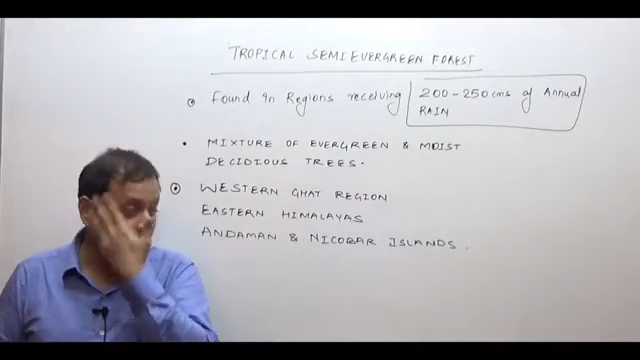 TROPICAL SEMIEVERGREEN FOREST
Found in Regions receiving 200-250 cms of Annual
RAIN
MIXTURE OF EVERGREEN & MOIST
DECIDIOUS TREES.
WESTERN GHAT REGION
EASTERN HIMALAYAS
ANDAMAN & NICOBAR ISLANDS.